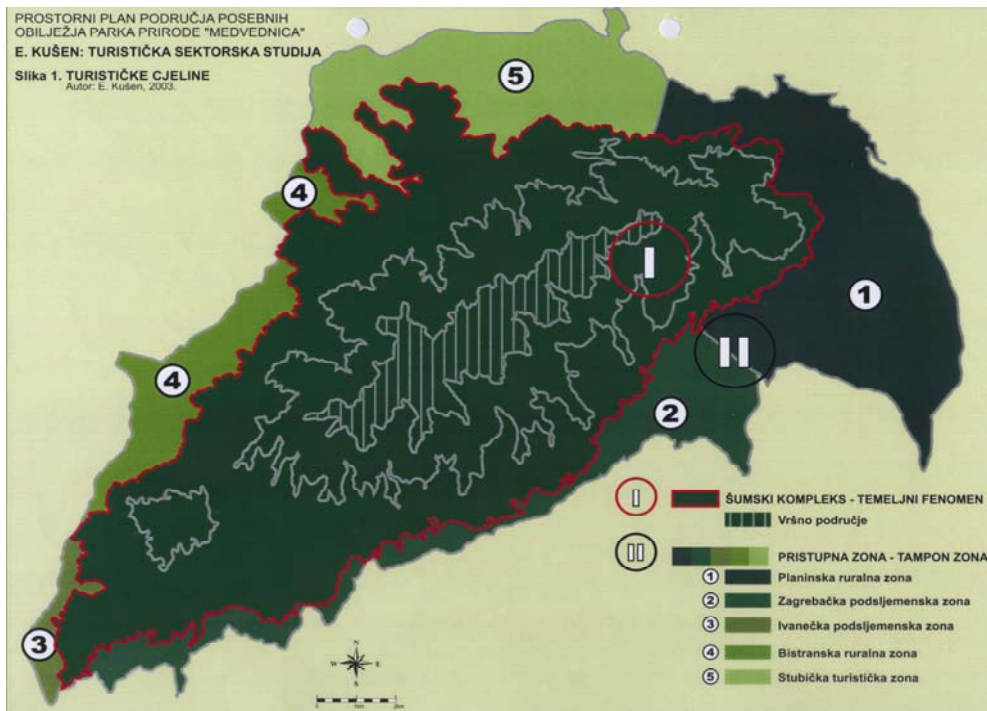 PROSTORNI PLAN PODRUČJA POSEBNIH
OBILJEŽJA PARKA PRIRODE "MEDVEDNICA"
E. KUŠEN: TURISTIČKA SEKTORSKA STUDIJA
Slika 1. TURISTIČKE CJELINE
Autor: E. Kušen, 2003.
5
4
I
1
II
4
2
I ŠUMSKI KOMPLEKS - TEMELJNI FENOMEN
Vršno područje
II PRISTUPNA ZONA - TAMPON ZONA
1 Planinska ruralna zona
2 Zagrebačka podsljemenska zona
3 Ivanečka podsljemenska zona
4 Bistranska ruralna zona
5 Stubička turistička zona
3
N
W E
S